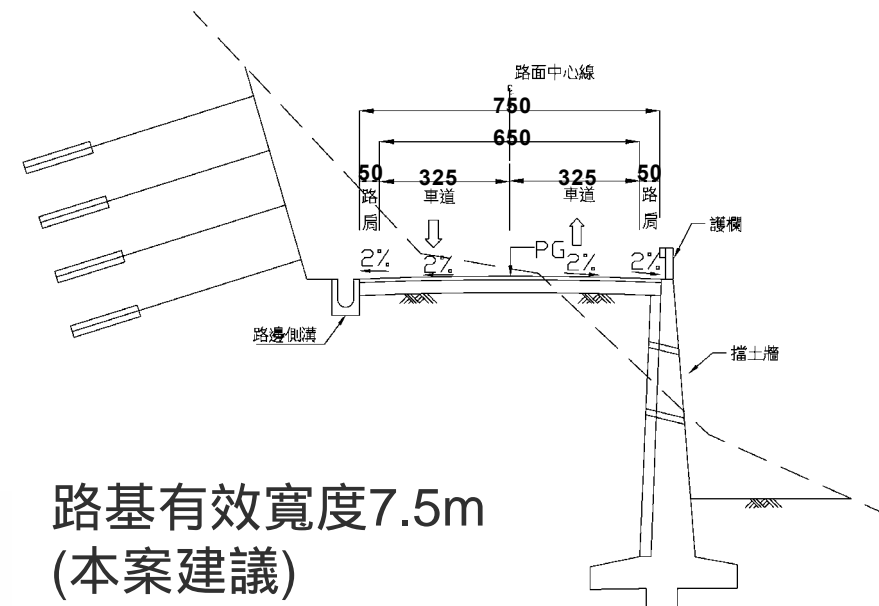 路面中心線
℄
750
650
50
325
325
50
路肩
車道
車道
路肩
護欄
2%
2%
PG
2%
2%
路邊側溝
擋土牆
路基有效寬度7.5m
(本案建議)